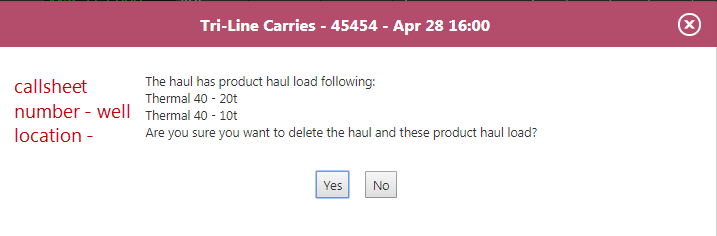 Tri-Line Carries - 45454 - Apr 28 16:00
callsheet
number - well
location -
The haul has product haul load following:
Thermal 40 - 20t
Thermal 40 - 10t
Are you sure you want to delete the haul and these product haul load?
Yes No